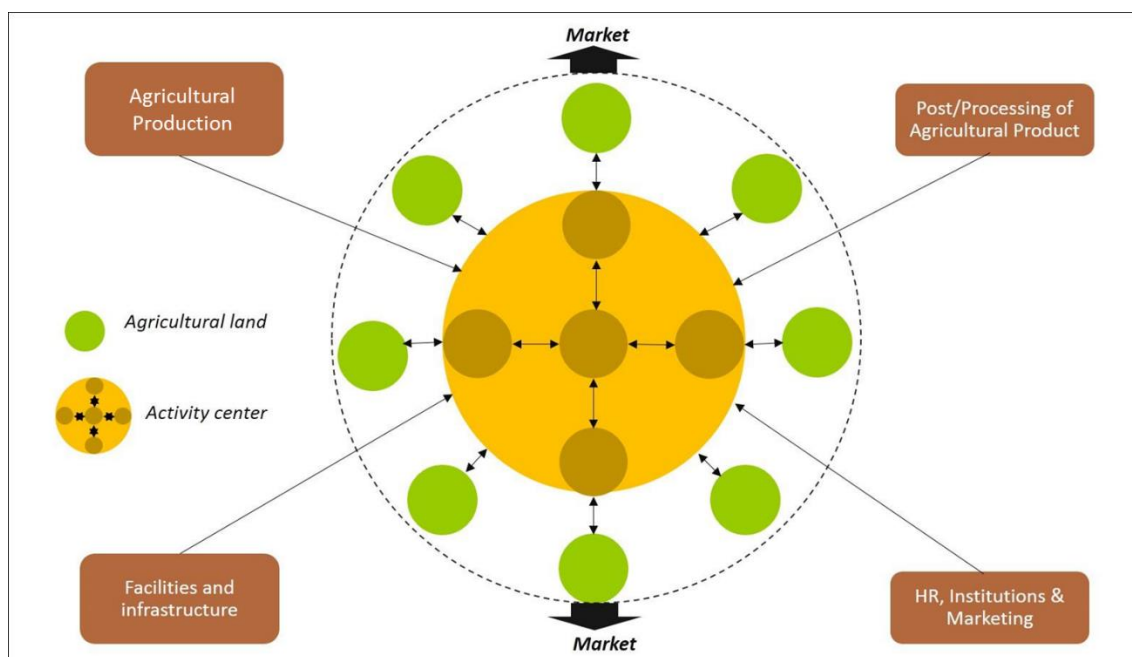 Market
Agricultural
Production
Post/Processing of
Agricultural Product
Agricultural land
Activity center
Facilities and
infrastructure
HR, Institutions &
Marketing
Market